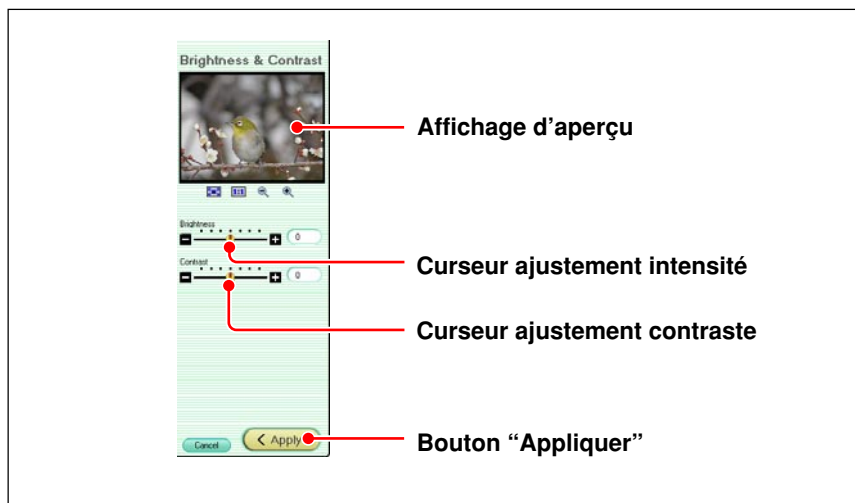 Brightness & Contrast
Affichage d’aperçu
Brightness
0
Curseur ajustement intensité
Contrast
0
Curseur ajustement contraste
Cancel
< Apply
Bouton “Appliquer”